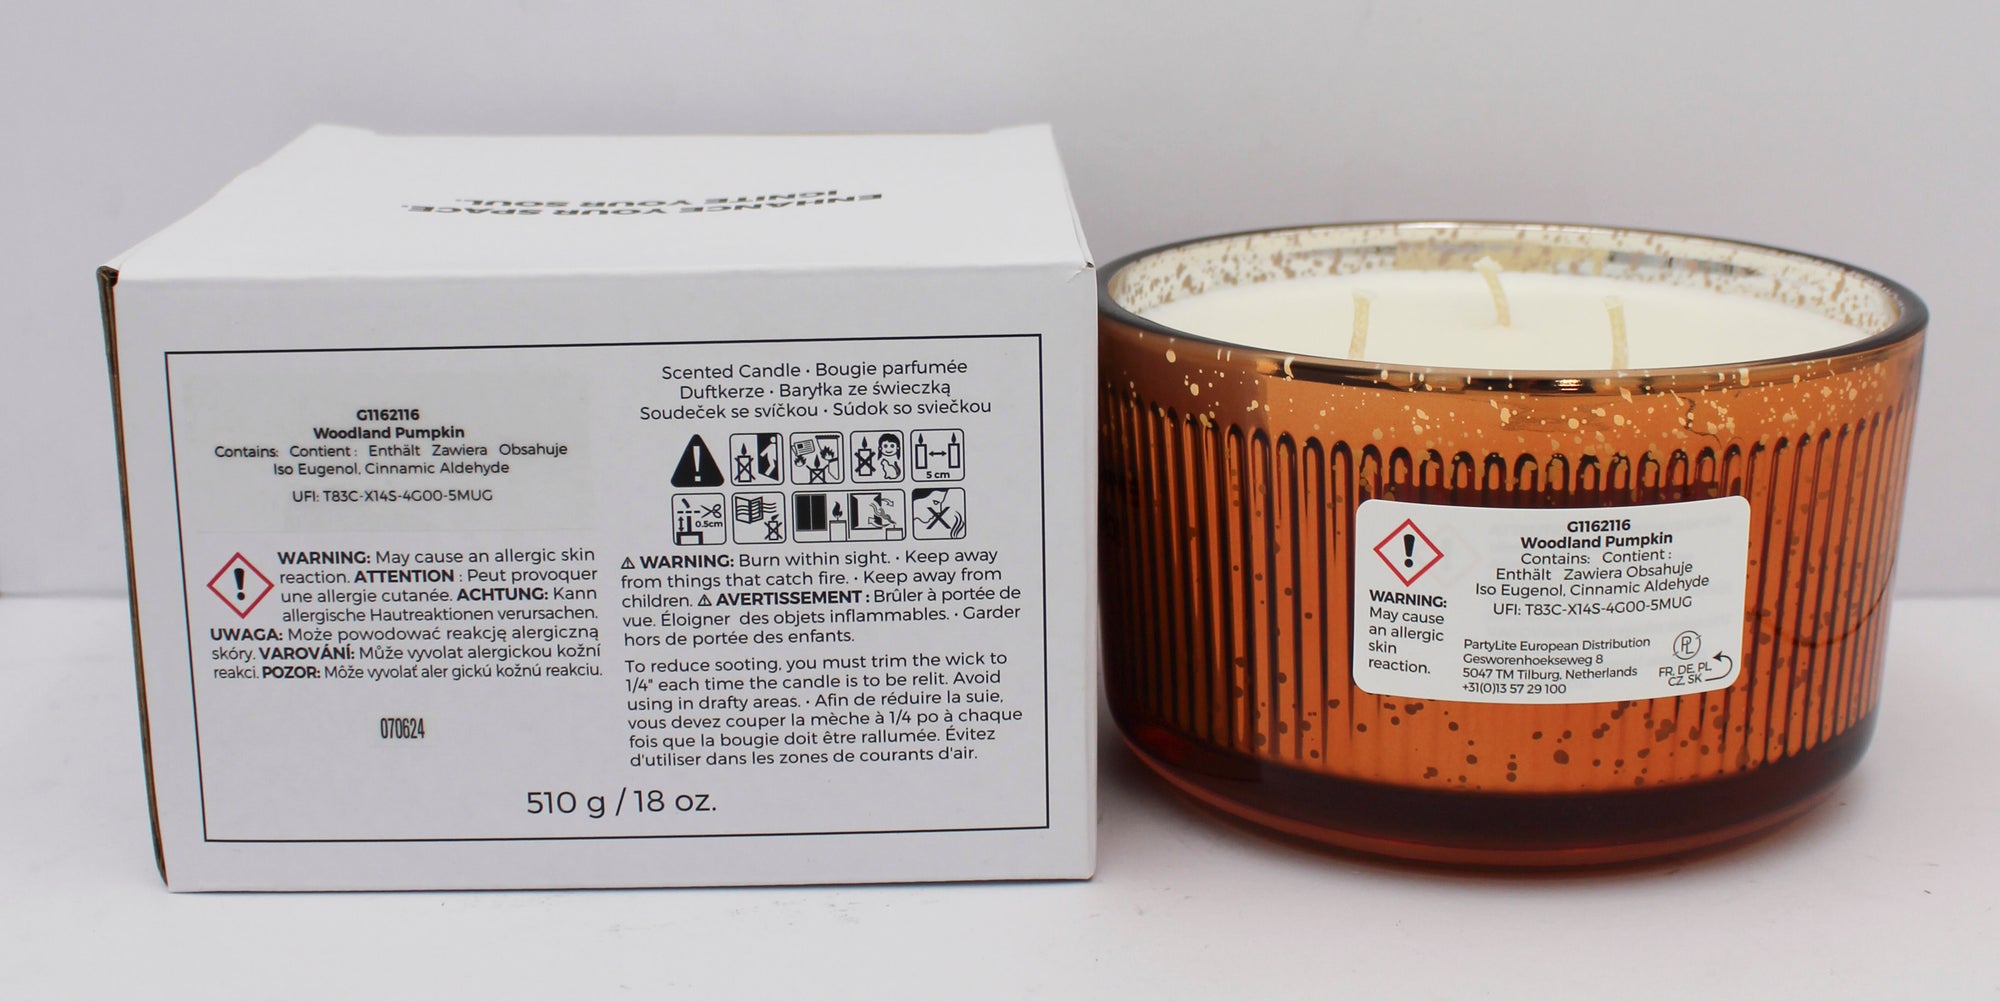 ENHANCE YOUR SPACE.
IGNITE YOUR SOUL.
G1162116
Woodland Pumpkin
Contains: Contient : Enthält Zawiera Obsahuje
Iso Eugenol, Cinnamic Aldehyde
UFI: T83C-X14S-4G00-5MUG
WARNING: May cause an allergic skin
reaction. ATTENTION : Peut provoquer
une allergie cutanée. ACHTUNG: Kann
allergische Hautreaktionen verursachen.
UWAGA: Może powodować reakcję alergiczną
skóry. VAROVÁNÍ: Může vyvolat alergickou kožní
reakci. POZOR: Môže vyvolať aler gickú kožnú reakciu.
070624
Scented Candle · Bougie parfumée
Duftkerze · Baryłka ze świeczką
Soudeček se svíčkou · Súdok so sviečkou
5 cm
0.5cm
⚠ WARNING: Burn within sight. · Keep away
from things that catch fire. · Keep away from
children. ⚠ AVERTISSEMENT : Brûler à portée de
vue. Éloigner des objets inflammables. · Garder
hors de portée des enfants.
To reduce sooting, you must trim the wick to
1/4" each time the candle is to be relit. Avoid
using in drafty areas. · Afin de réduire la suie,
vous devez couper la mèche à 1/4 po à chaque
fois que la bougie doit être rallumée. Évitez
d'utiliser dans les zones de courants d'air.
510 g / 18 oz.
G1162116
Woodland Pumpkin
Contains: Contient :
Enthält Zawiera Obsahuje
Iso Eugenol, Cinnamic Aldehyde
UFI: T83C-X14S-4G00-5MUG
WARNING:
May cause
an allergic
skin
reaction.
PartyLite European Distribution
Gesworenhoekseweg 8
5047 TM Tilburg, Netherlands
+31(0)13 57 29 100
PL
FR, DE, PL
CZ, SK